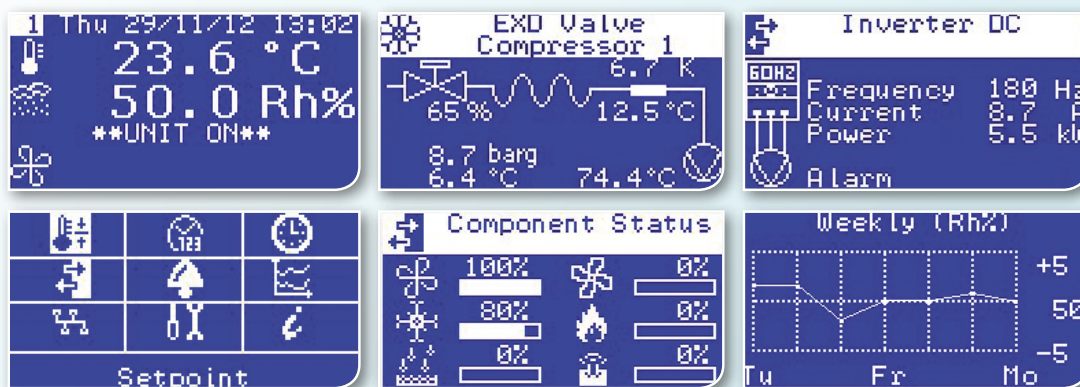 1 Thu 29/11/12 13:02
23.6 °C
50.0 Rh%
**UNIT ON**
EXD Valve
Compressor 1
6.7 K
65% 12.5°C
8.7 barg
6.4 °C 74.4°C
Inverter DC
60HZ
Frequency 180 Hz
Current 8.7 A
Power 5.5 kW
Alarm
123
Setpoint
Component Status
100% 0%
80% 0%
0% 0%
Weekly (Rh%)
+5
50
-5
Tu Fr Mo